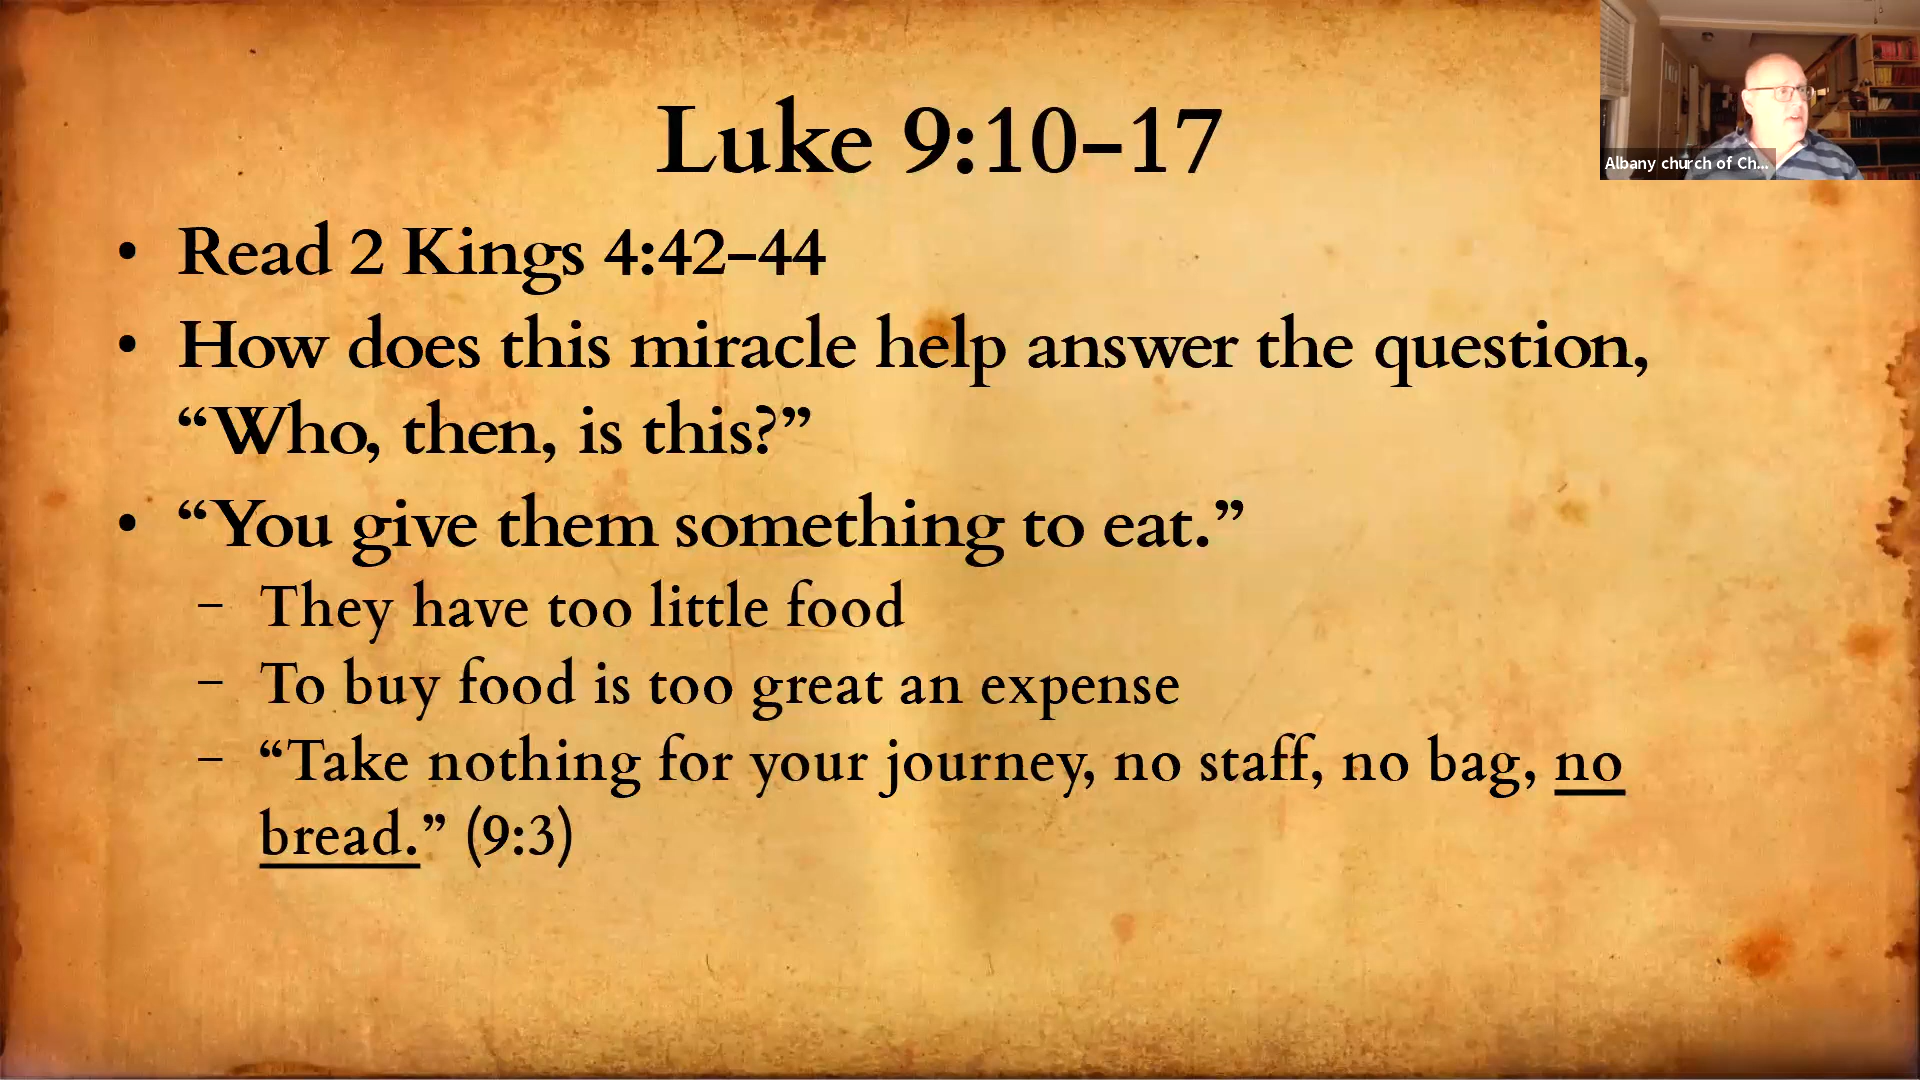 Luke 9:10–17
Albany church of Ch...
• Read 2 Kings 4:42–44
• How does this miracle help answer the question,
“Who, then, is this?”
• “You give them something to eat.”
– They have too little food
– To buy food is too great an expense
– “Take nothing for your journey, no staff, no bag, no
bread.” (9:3)